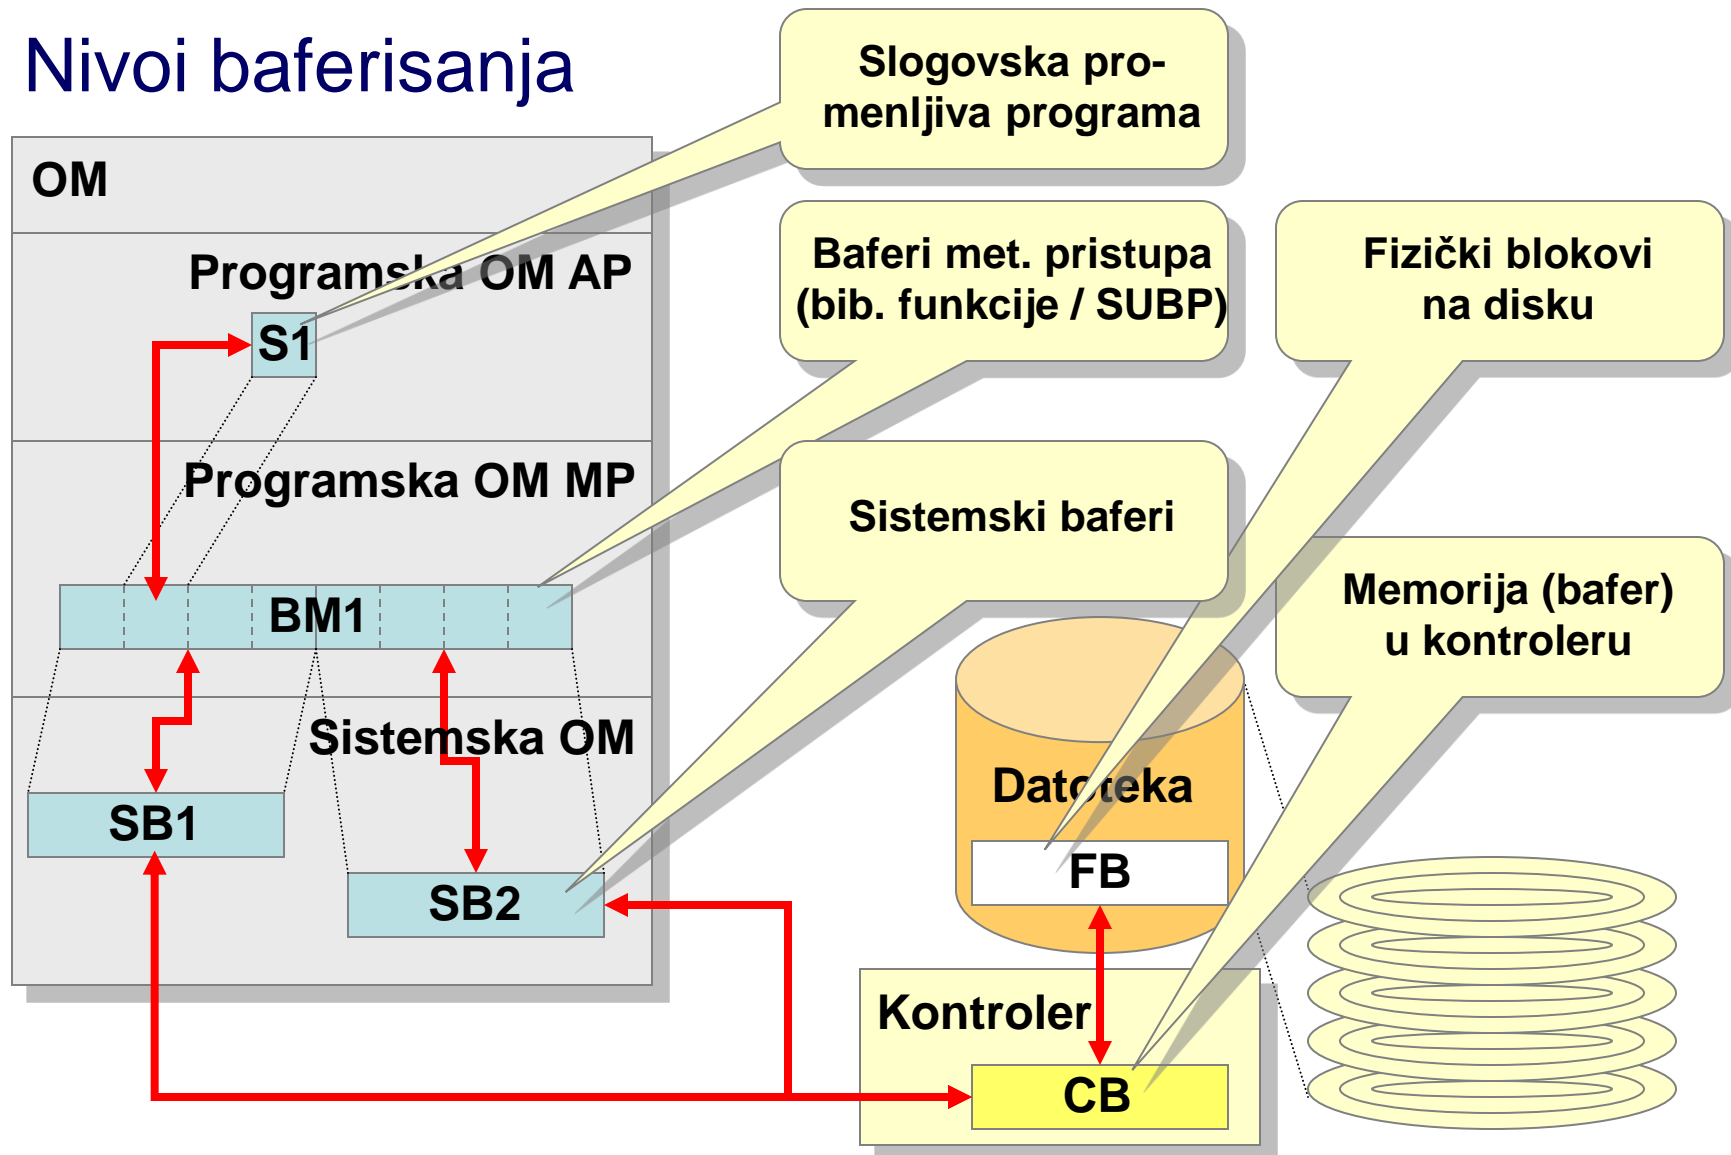 Nivoi baferisanja
Slogovska pro-
menljiva programa
OM
Programska OM AP
S1
Baferi met. pristupa
(bib. funkcije / SUBP)
Fizički blokovi
na disku
Programska OM MP
Sistemski baferi
BM1
Memorija (bafer)
u kontroleru
Sistemska OM
SB1
SB2
Datoteka
FB
Kontroler
CB